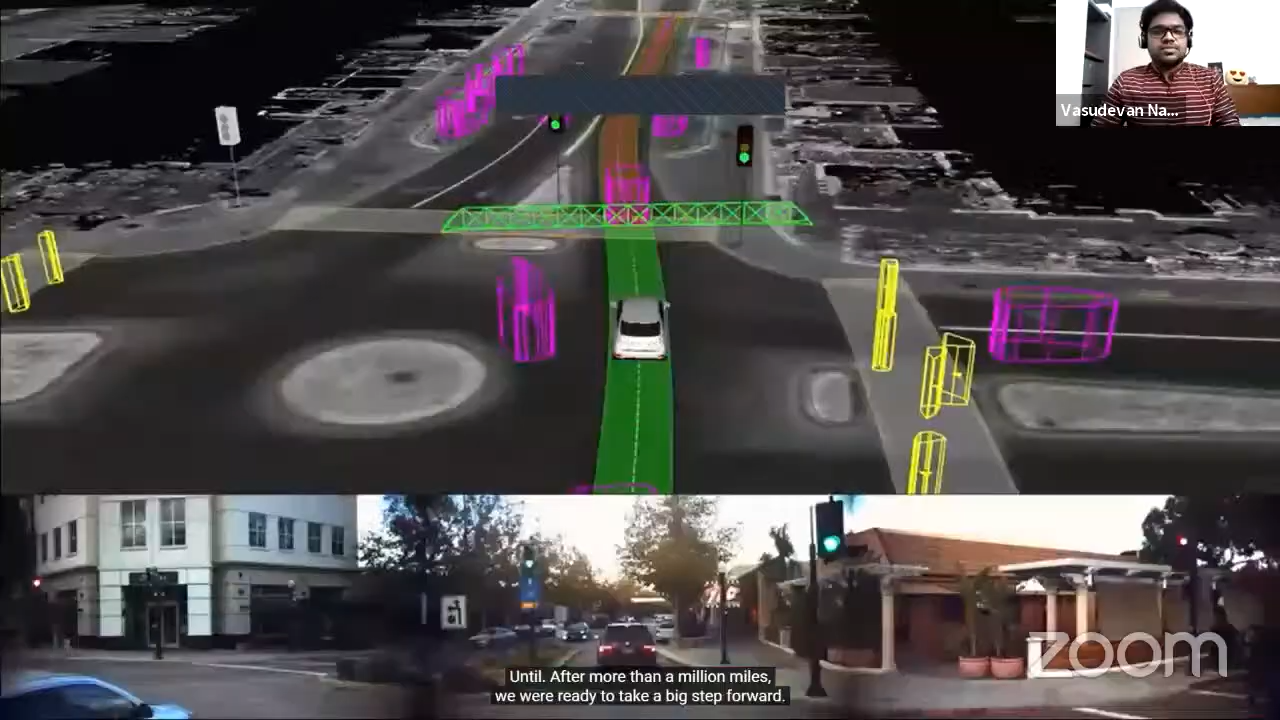 Vasudevan Na...
Until. After more than a million miles,
we were ready to take a big step forward.
zoom